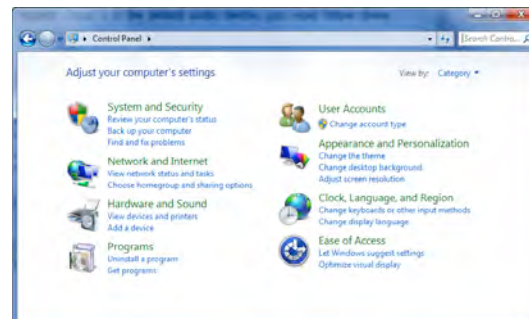 Control Panel
Search Contro...
Adjust your computer's settings
View by: Category
System and Security
Review your computer's status
Back up your computer
Find and fix problems
Network and Internet
View network status and tasks
Choose homegroup and sharing options
Hardware and Sound
View devices and printers
Add a device
Programs
Uninstall a program
Get programs
User Accounts
Change account type
Appearance and Personalization
Change the theme
Change desktop background
Adjust screen resolution
Clock, Language, and Region
Change keyboards or other input methods
Change display language
Ease of Access
Let Windows suggest settings
Optimize visual display